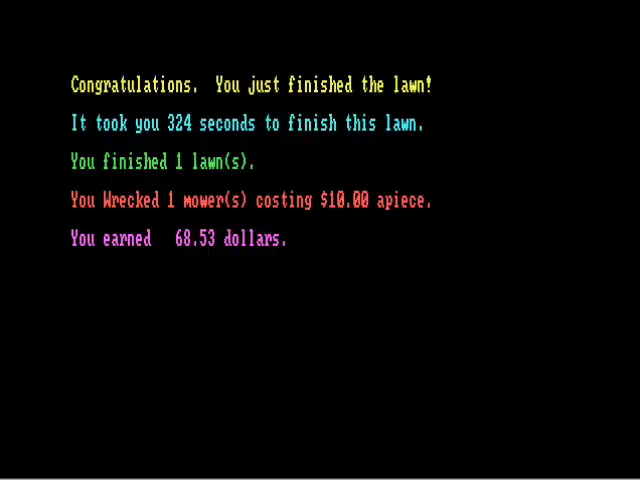 Congratulations.  You just finished the lawn!
It took you 324 seconds to finish this lawn.
You finished 1 lawn(s).
You Wrecked 1 mower(s) costing $10.00 apiece.
You earned   68.53 dollars.